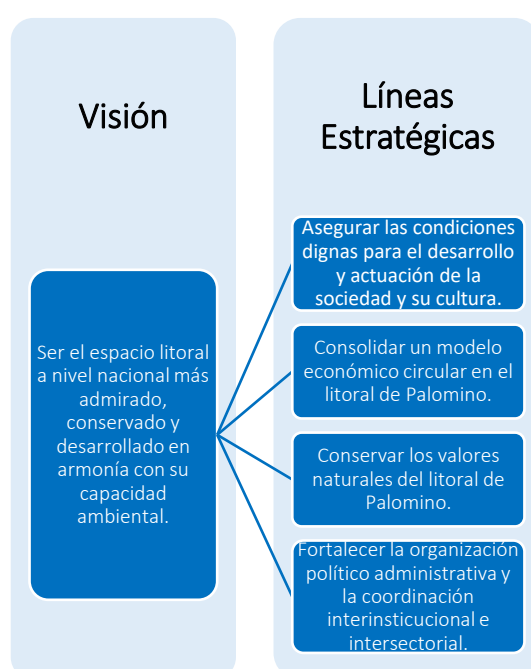 Visión
Ser el espacio litoral
a nivel nacional más
admirado,
conservado y
desarrollado en
armonía con su
capacidad
ambiental.
Líneas
Estratégicas
Asegurar las condiciones
dignas para el desarrollo
y actuación de la
sociedad y su cultura.
Consolidar un modelo
económico circular en el
litoral de Palomino.
Conservar los valores
naturales del litoral de
Palomino.
Fortalecer la organización
político administrativa y
la coordinación
interinsticucional e
intersectorial.